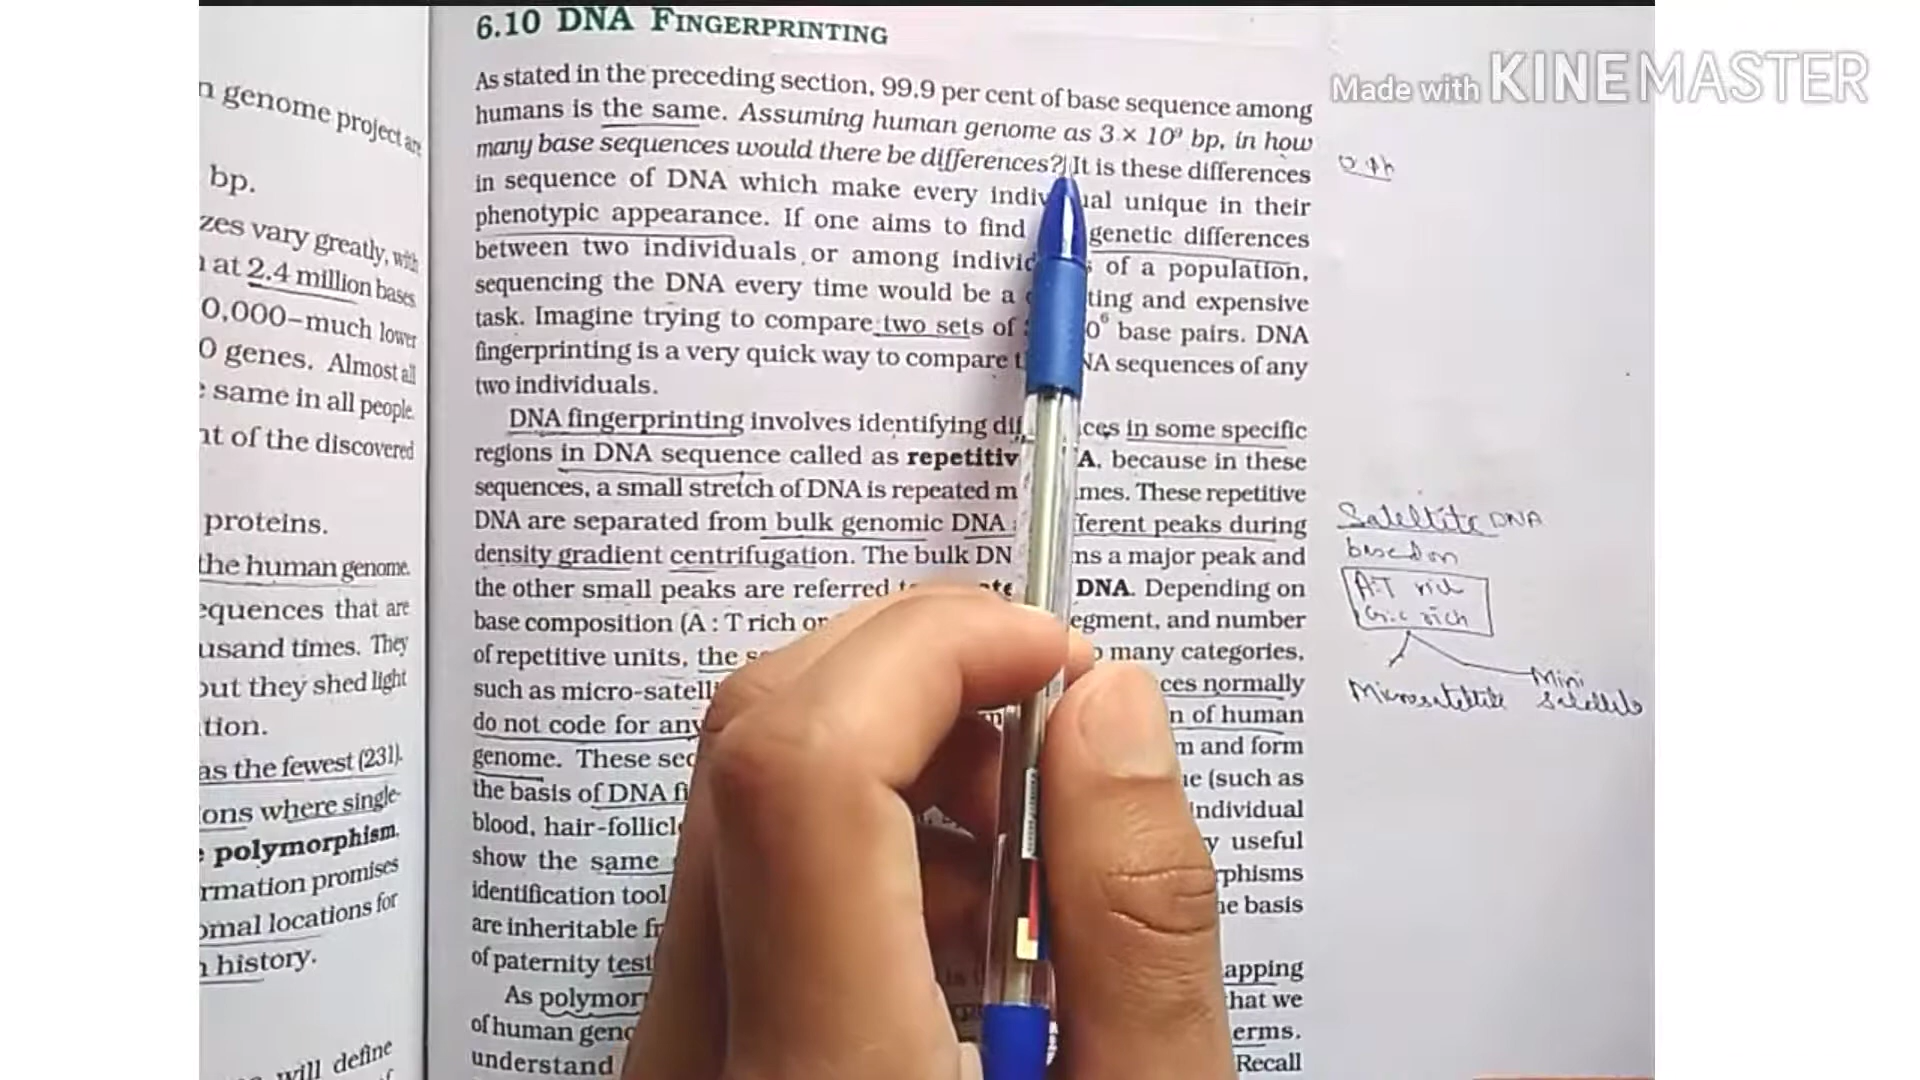 6.10 DNA FINGERPRINTING
As stated in the preceding section, 99.9 per cent of base sequence among
humans is the same. Assuming human genome as 3 × 10⁹ bp, in how
many base sequences would there be differences? It is these differences
in sequence of DNA which make every ual unique in their
phenotypic appearance. If one aims to find genetic differences
between two individuals or among of a population,
sequencing the DNA every time would be a ting and expensive
task. Imagine trying to compare two sets of 0⁶ base pairs. DNA
fingerprinting is a very quick way to compare NA sequences of any
two individuals.
DNA fingerprinting involves identifying ces in some specific
regions in DNA sequence called as repetitiv A, because in these
sequences, a small stretch of DNA is repeated mes. These repetitive
DNA are separated from bulk genomic DNA ferent peaks during
density gradient centrifugation. The bulk DN ms a major peak and
the other small peaks are referred DNA. Depending on
base composition (A : T rich or egment, and number
of repetitive units, the many categories,
such as micro-satell ces normally
do not code for any n of human
genome. These seq m and form
the basis of DNA fi (such as
blood, hair-follicl individual
show the same y useful
identification tool rphisms
are inheritable fr e basis
of paternity test apping
As polymor that we
of human geno erms.
understand Recall
n genome project are
bp.
zes vary greatly, with
at 2.4 million bases
0,000–much lower
0 genes. Almost all
same in all people.
nt of the discovered
proteins.
the human genome.
equences that are
usand times. They
out they shed light
tion.
as the fewest (231).
ons where single-
polymorphism.
rmation promises
omal locations for
history.
will define
Satellite DNA
based on
A:T rich
G:C rich
Microsatellite
Mini
Satellite
Made with KINEMASTER